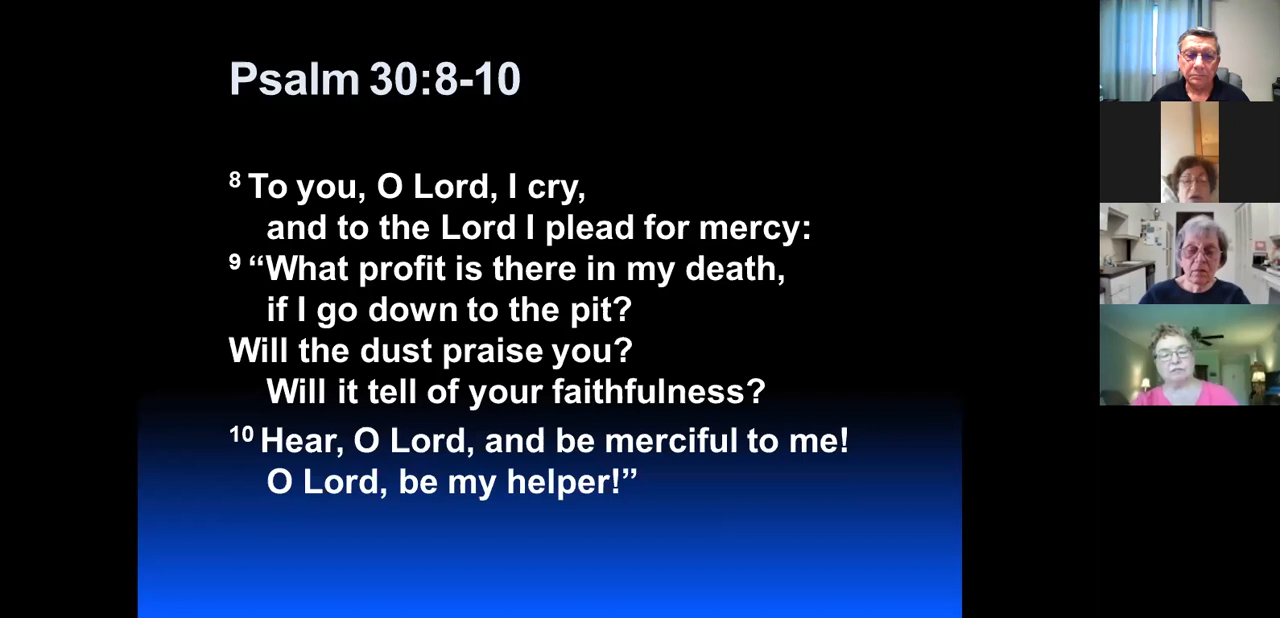 Psalm 30:8-10
8 To you, O Lord, I cry,
and to the Lord I plead for mercy:
9 “What profit is there in my death,
if I go down to the pit?
Will the dust praise you?
Will it tell of your faithfulness?
10 Hear, O Lord, and be merciful to me!
O Lord, be my helper!”